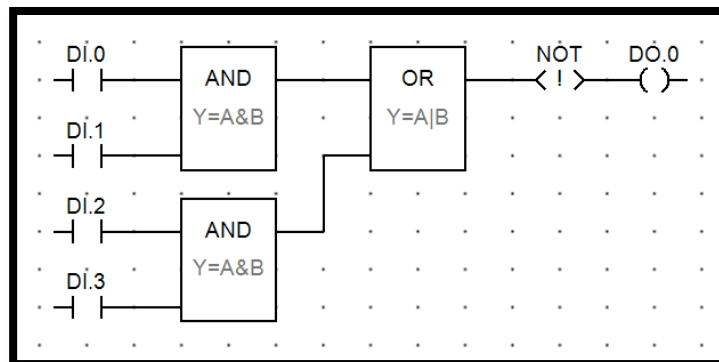 DI.0
AND
Y=A&B
DI.1
OR
Y=A|B
NOT
!
DO.0
DI.2
AND
Y=A&B
DI.3